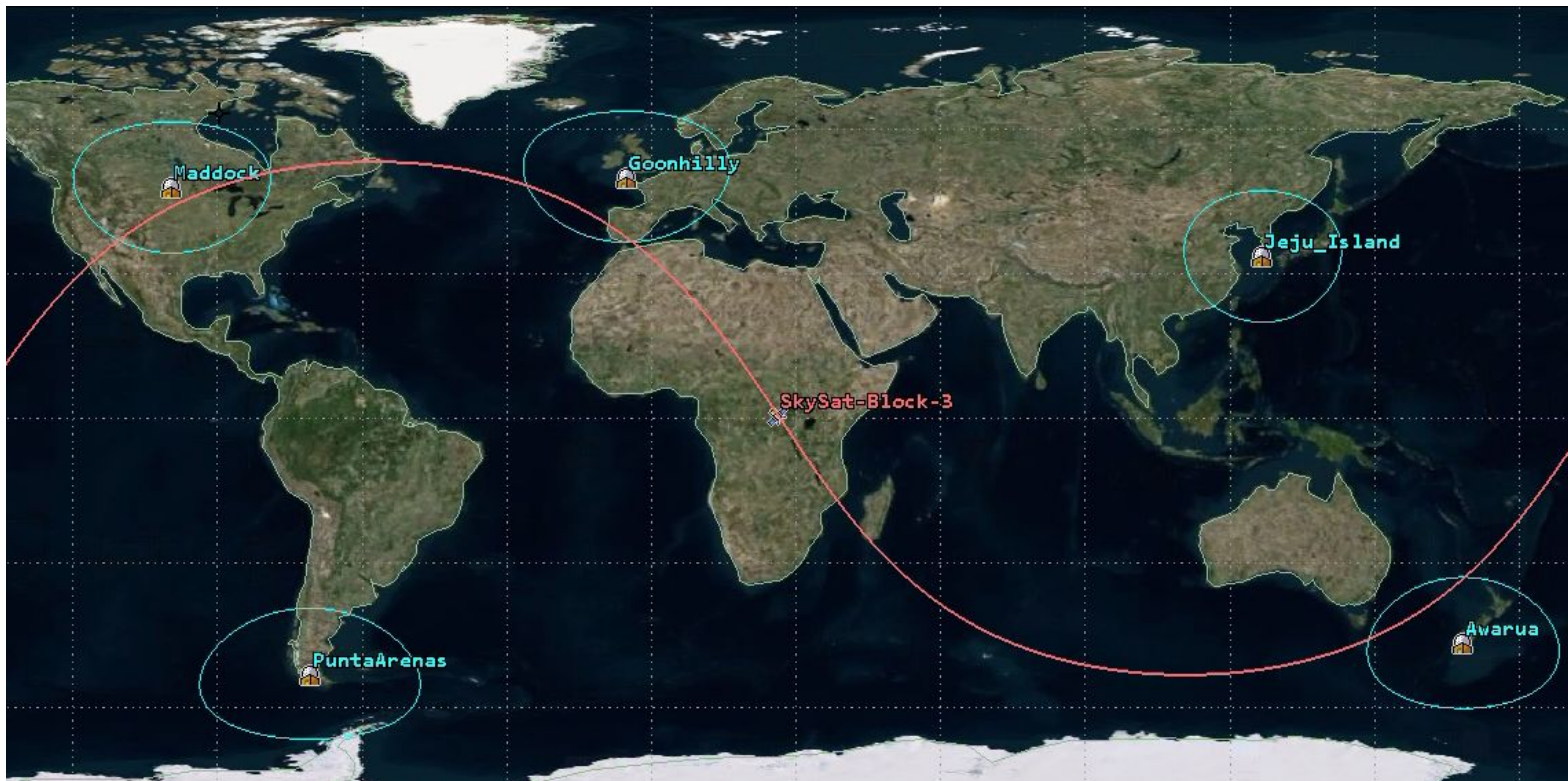 Maddock
Goonhilly
Jeju_Island
SkySat-Block-3
Awarua
PuntaArenas